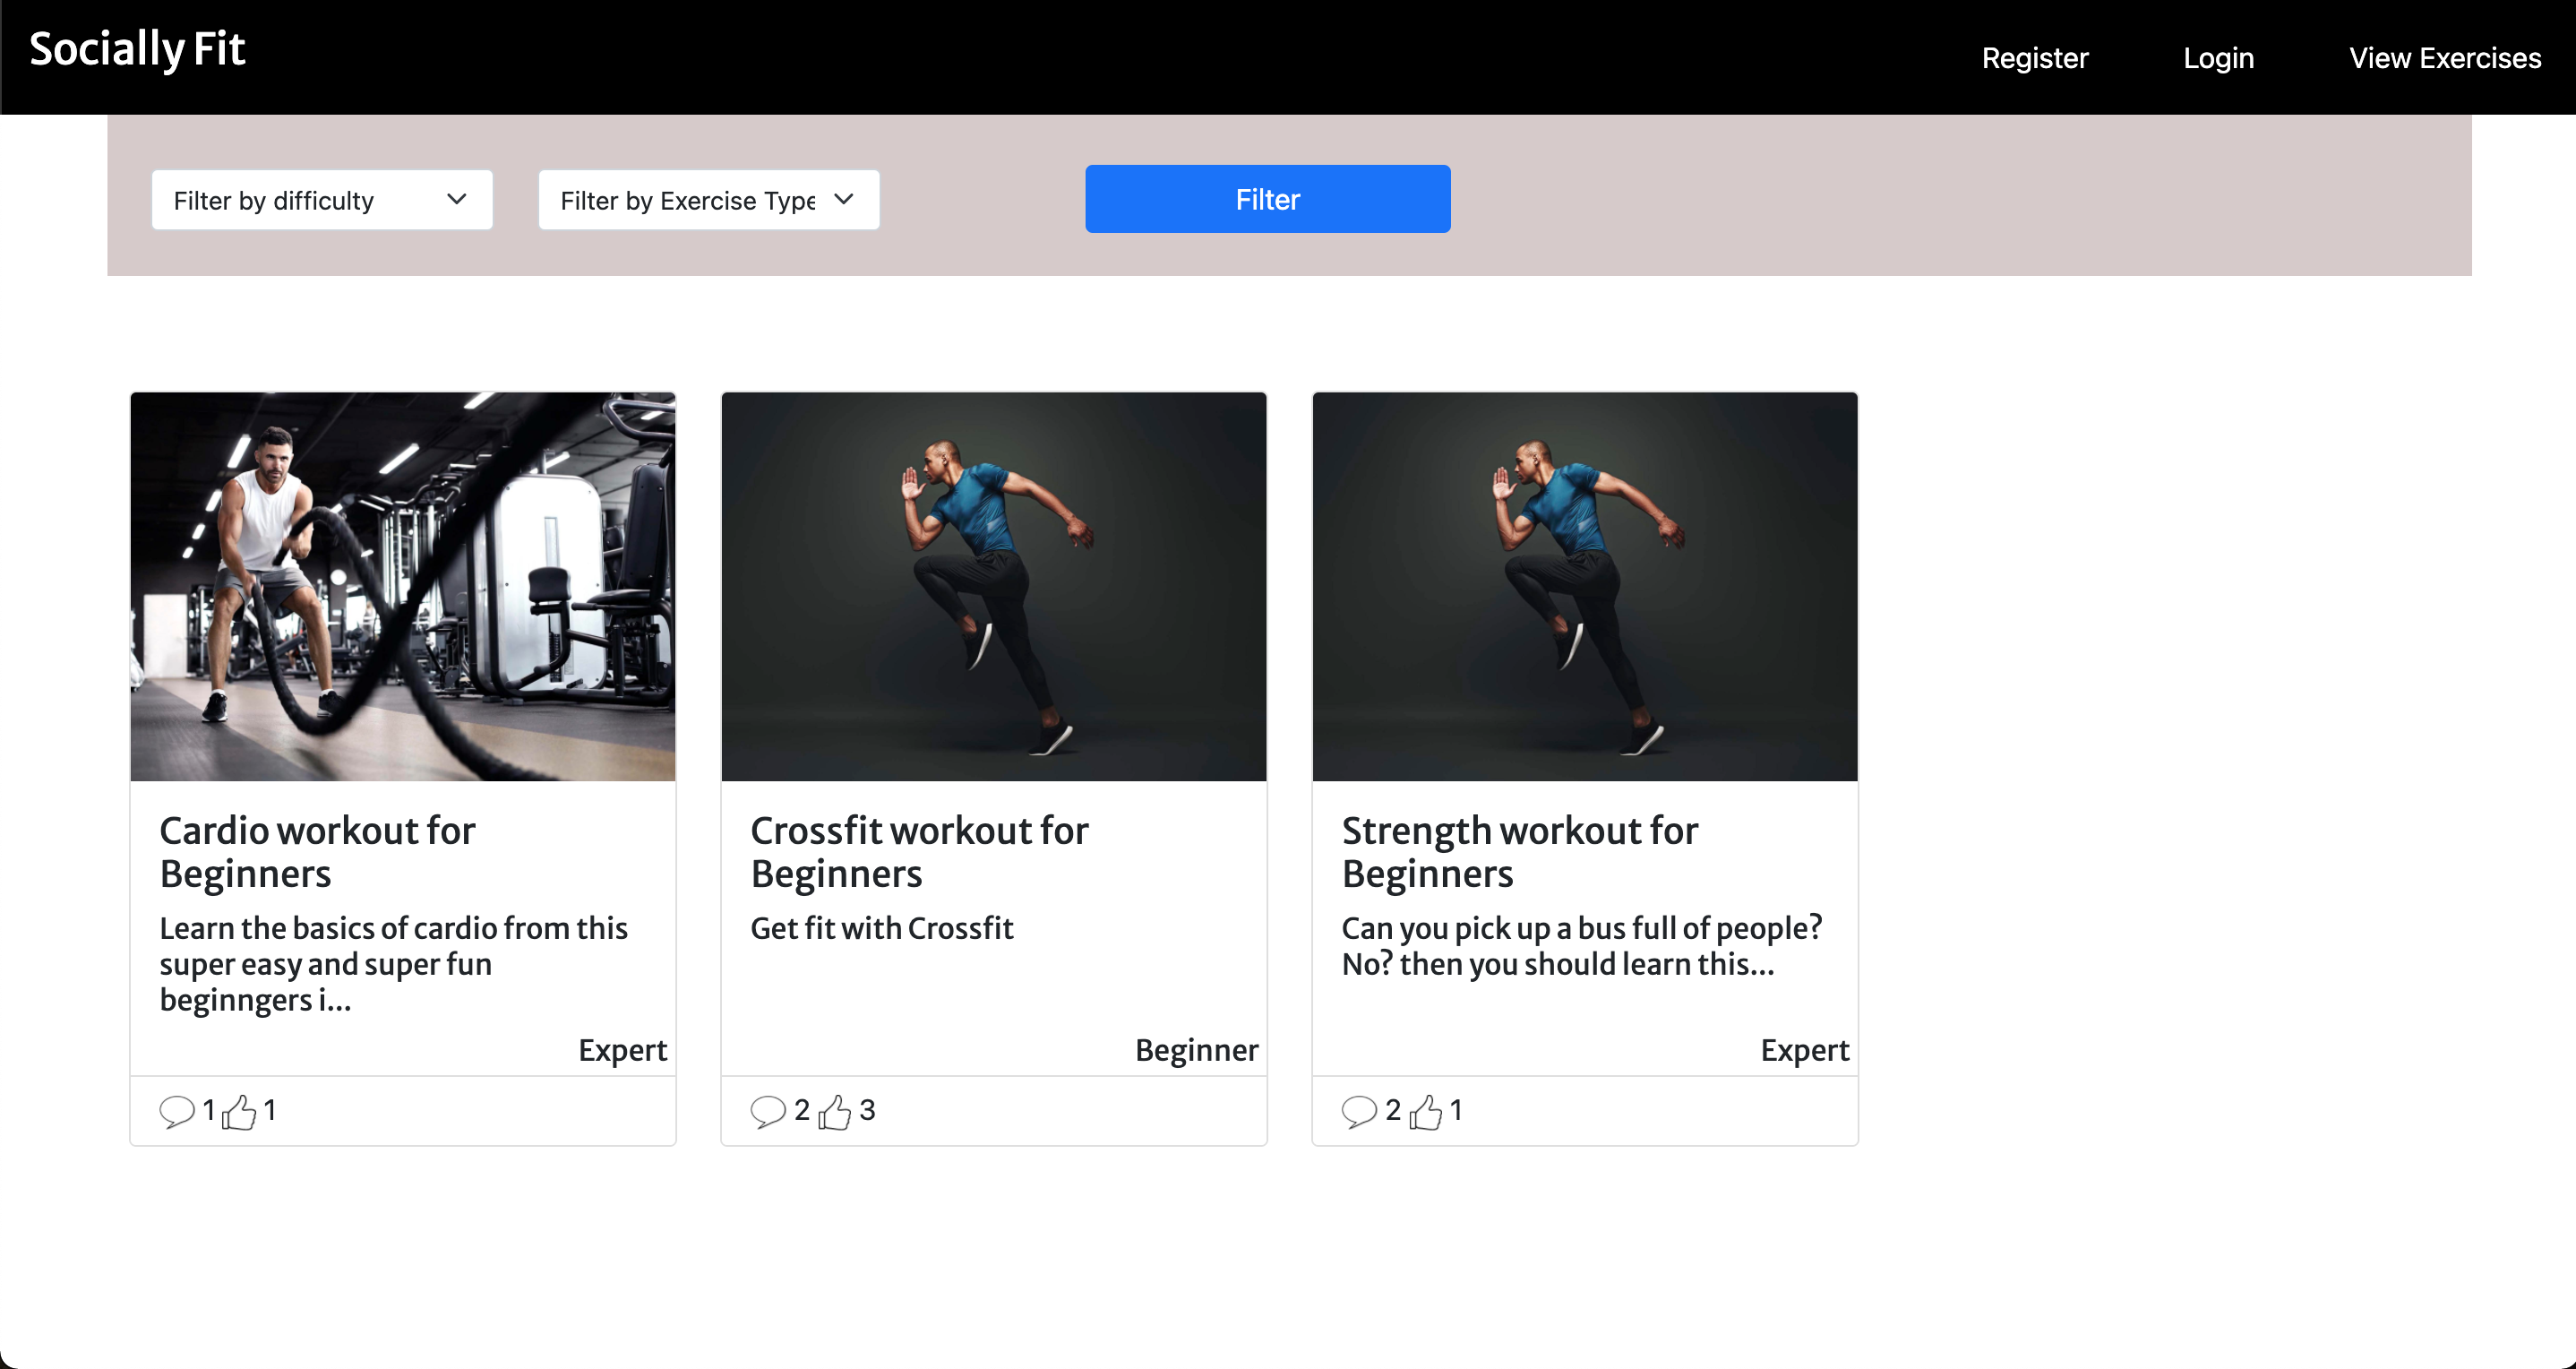 Socially Fit
Register Login View Exercises
Filter by difficulty
Filter by Exercise Type
Filter
Cardio workout for
Beginners
Learn the basics of cardio from this
super easy and super fun
beginngers i...
Expert
1 1
Crossfit workout for
Beginners
Get fit with Crossfit
Beginner
2 3
Strength workout for
Beginners
Can you pick up a bus full of people?
No? then you should learn this...
Expert
2 1